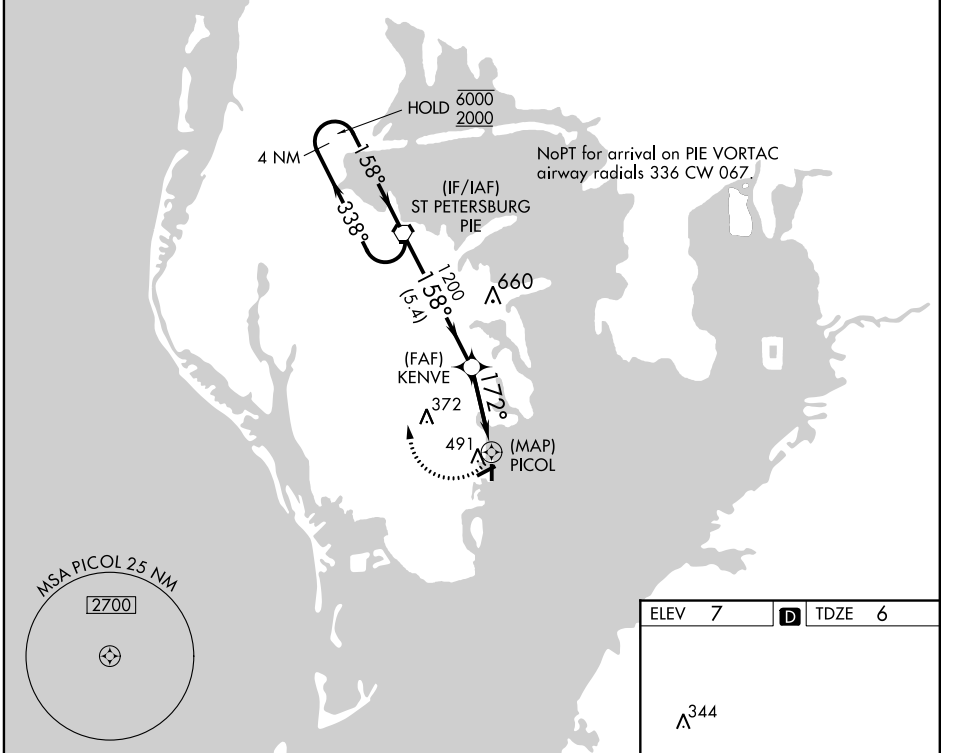 HOLD 6000
2000
4 NM
158°
338°
NoPT for arrival on PIE VORTAC
airway radials 336 CW 067.
(IF/IAF)
ST PETERSBURG
PIE
1200
158°
(5.4)
660
(FAF)
KENVE
172°
372
491
(MAP)
PICOL
MSA PICOL 25 NM
2700
ELEV 7 D TDZE 6
344